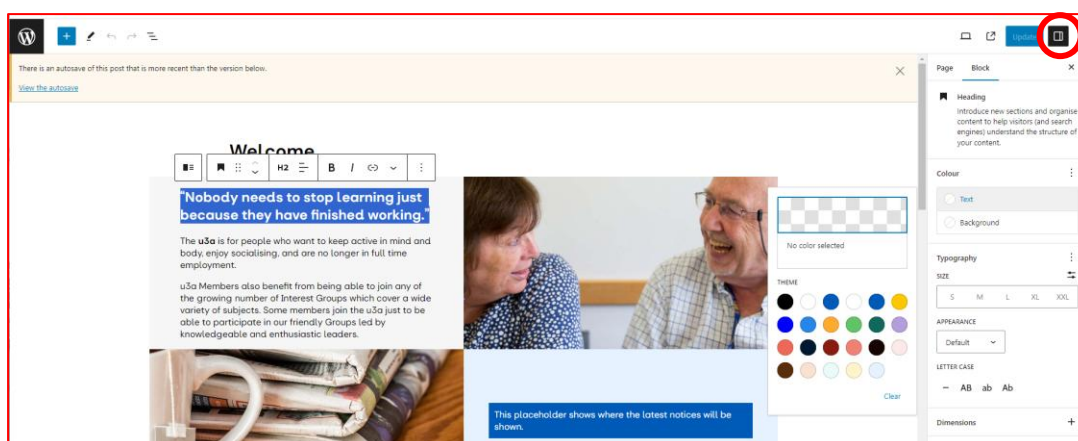 Update
There is an autosave of this post that is more recent than the version below.
View the autosave
Page Block
Heading
Introduce new sections and organise
content to help visitors (and search
engines) understand the structure of
your content.
Welcome
H2 B I
"Nobody needs to stop learning just
because they have finished working."
The u3a is for people who want to keep active in mind and
body, enjoy socialising, and are no longer in full time
employment.
u3a Members also benefit from being able to join any of
the growing number of Interest Groups which cover a wide
variety of subjects. Some members join the u3a just to be
able to participate in our friendly Groups led by
knowledgeable and enthusiastic leaders.
This placeholder shows where the latest notices will be
shown.
No color selected
THEME
Clear
Colour
Text
Background
Typography
SIZE
S M L XL XXL
APPEARANCE
Default
LETTER CASE
– AB ab Ab
Dimensions